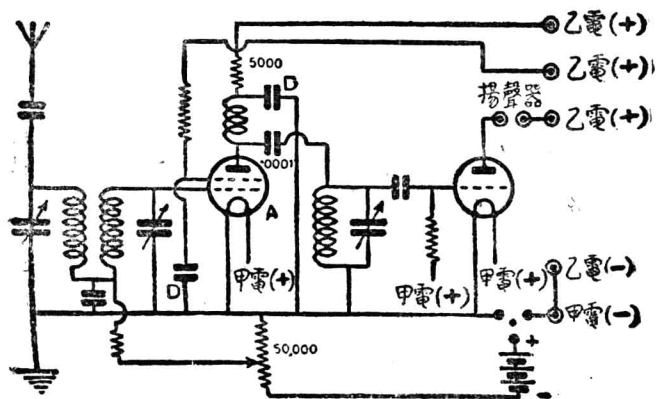 乙電(+)
5000
D
乙電(+)
揚聲器
乙電(+)
.0001
A
甲電(+)
D
甲電(+)
甲電(+)
乙電(-)
甲電(-)
50,000
+
-